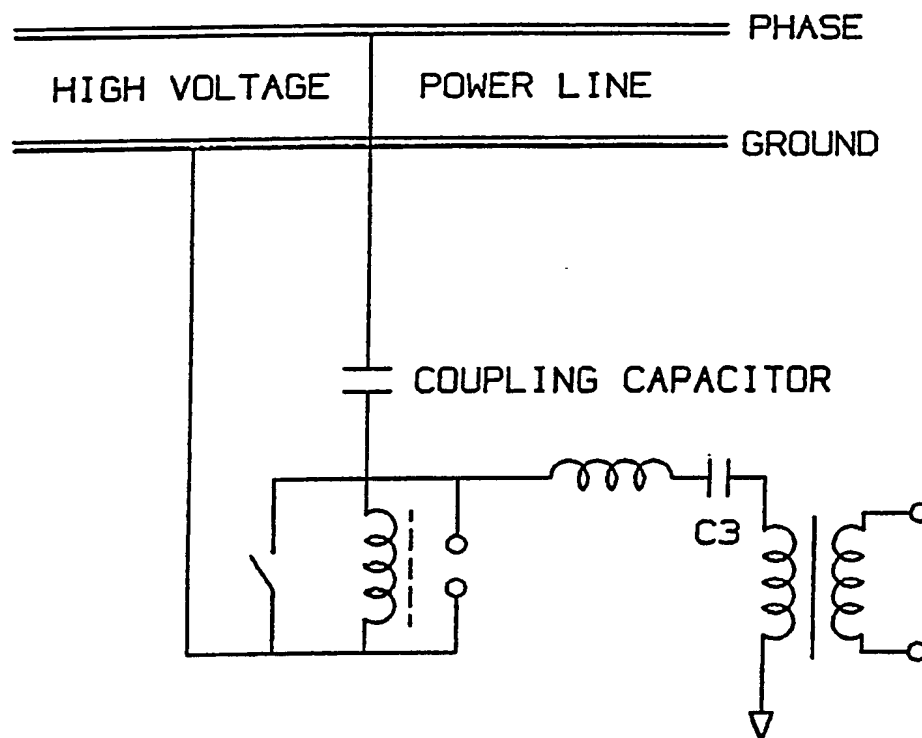 PHASE
HIGH VOLTAGE POWER LINE
GROUND
COUPLING CAPACITOR
C3